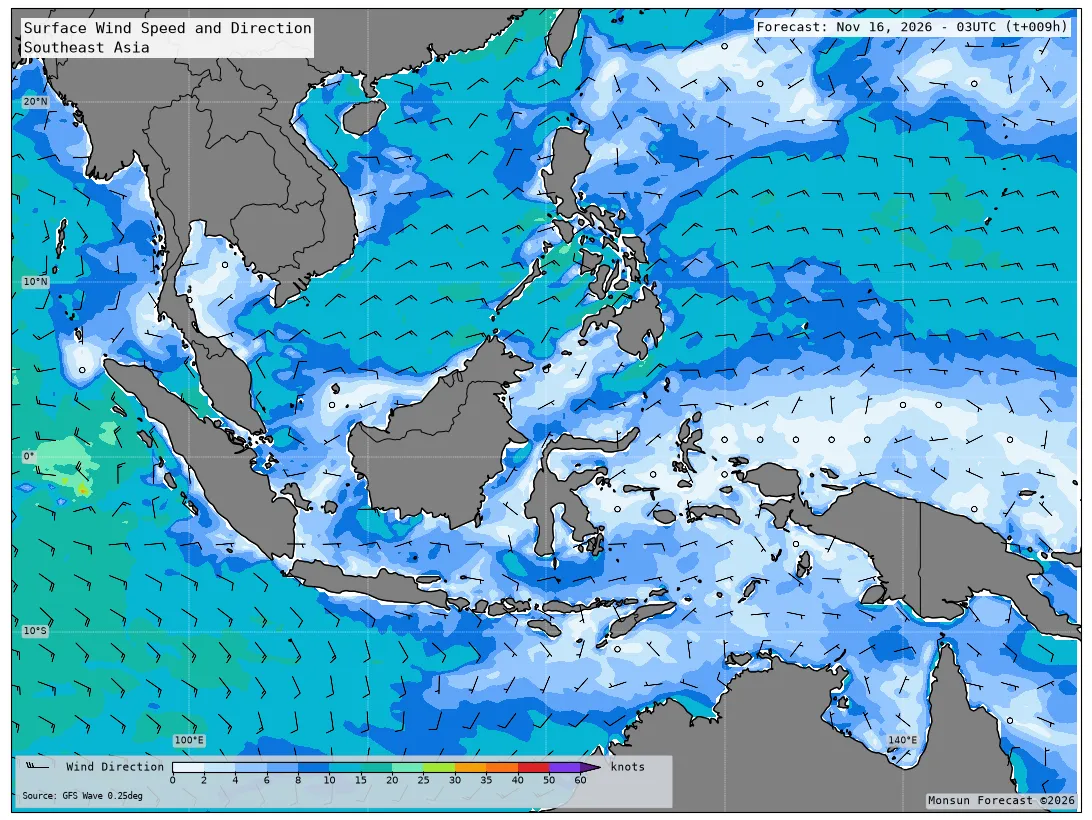 Surface Wind Speed and Direction
Southeast Asia
Forecast: Nov 16, 2026 - 03UTC (t+009h)
20°N
10°N
0°
10°S
100°E
140°E
Wind Direction
knots
0 2 4 6 8 10 15 20 25 30 35 40 50 60
Source: GFS Wave 0.25deg
Monsun Forecast ©2026